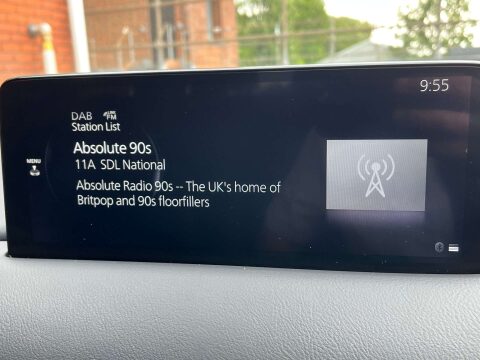 9:55
DAB FM
Station List
MENU
Absolute 90s
11A SDL National
Absolute Radio 90s -- The UK's home of
Britpop and 90s floorfillers